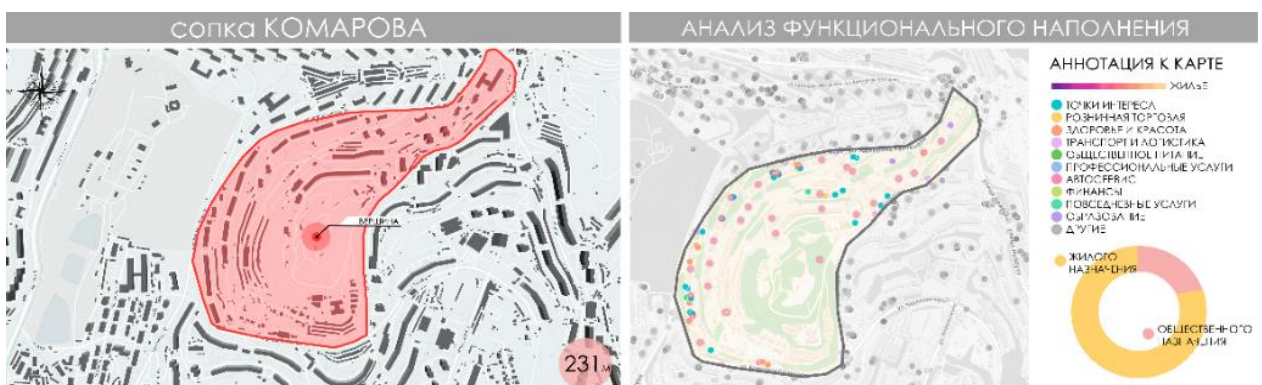 сопка КОМАРОВА
ВЕРШИНА
231 м
АНАЛИЗ ФУНКЦИОНАЛЬНОГО НАПОЛНЕНИЯ
АННОТАЦИЯ К КАРТЕ
ЖИЛЬЕ
ТОЧКИ ИНТЕРЕСА
РОЗНИЧНАЯ ТОРГОВЛЯ
ЗДОРОВЬЕ И КРАСОТА
ТРАНСПОРТ И ЛОГИСТИКА
ОБЩЕСТВЕННОЕ ПИТАНИЕ
ПРОФЕССИОНАЛЬНЫЕ УСЛУГИ
АВТОСЕРВИС
ФИНАНСЫ
ПОВСЕДНЕВНЫЕ УСЛУГИ
ОБРАЗОВАНИЕ
ДРУГИЕ
ЖИЛОГО
НАЗНАЧЕНИЯ
ОБЩЕСТВЕННОГО
НАЗНАЧЕНИЯ